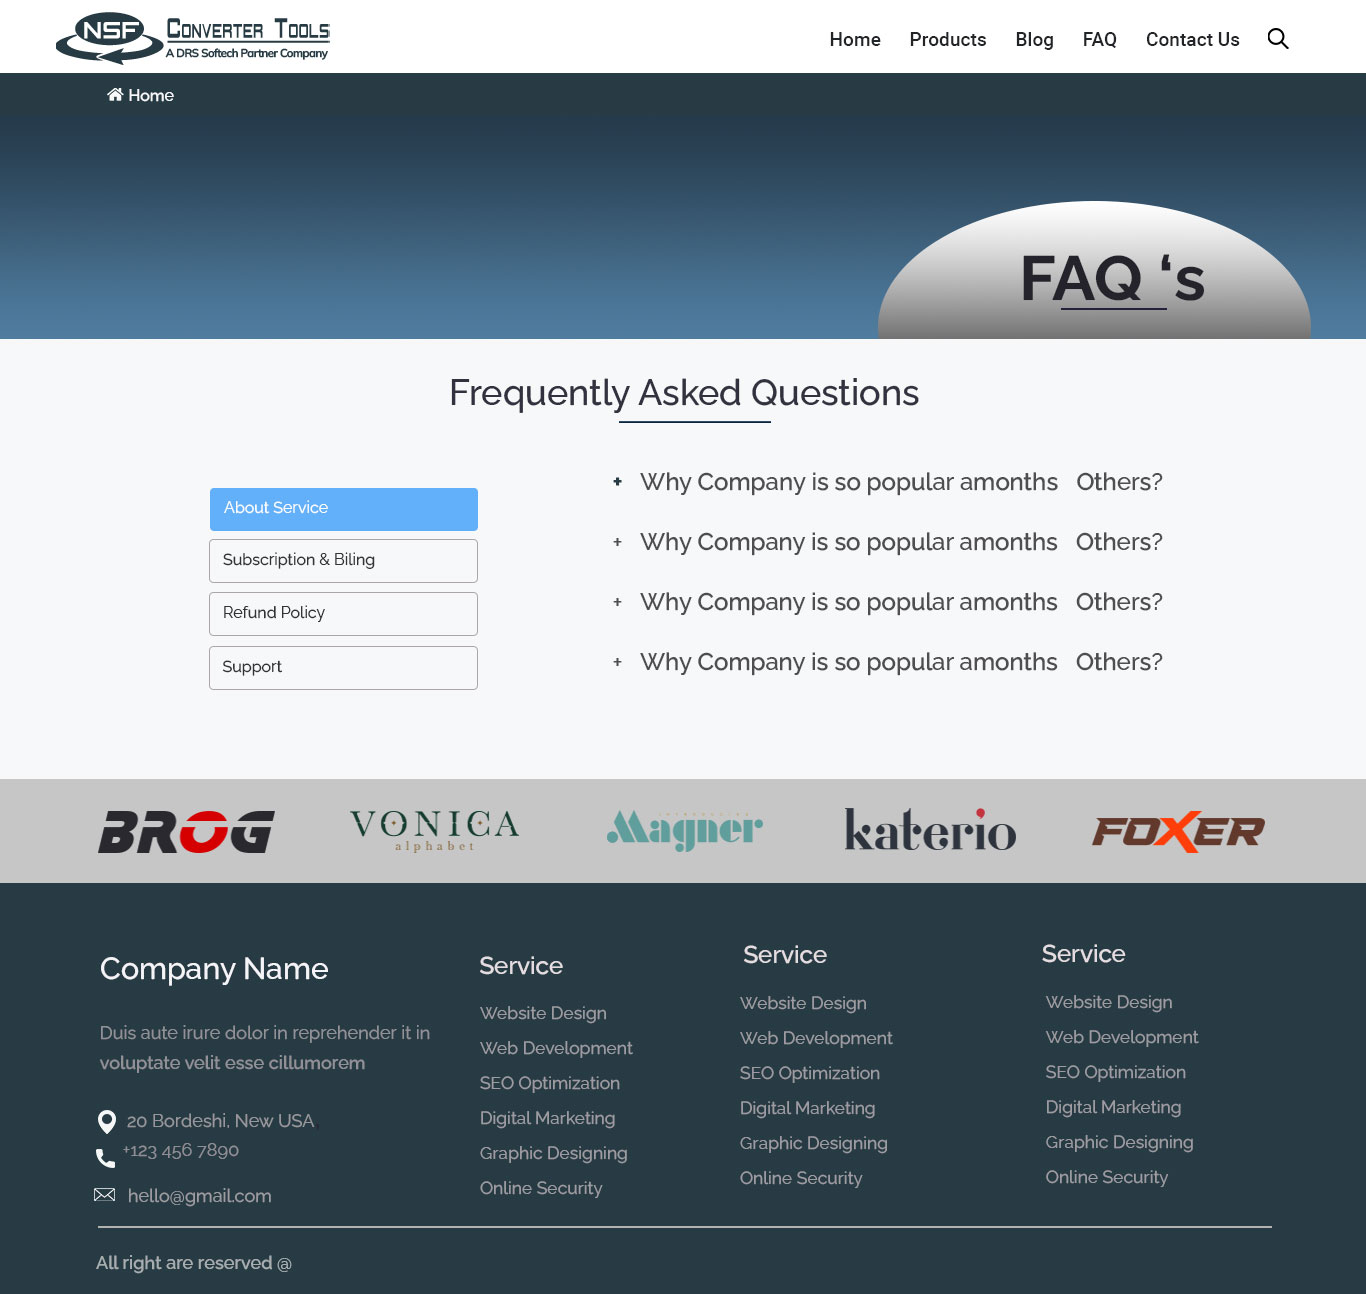 NSF CONVERTER TOOLS
A DRS Softech Partner Company
Home Products Blog FAQ Contact Us
Home
FAQ ‘s
Frequently Asked Questions
About Service
Subscription & Biling
Refund Policy
Support
+ Why Company is so popular amonths Others?
+ Why Company is so popular amonths Others?
+ Why Company is so popular amonths Others?
+ Why Company is so popular amonths Others?
BROG
VONICA
alphabet
Magner
katerio
FOXER
Company Name
Duis aute irure dolor in reprehender it in
voluptate velit esse cillumorem
20 Bordeshi, New USA
+123 456 7890
hello@gmail.com
Service
Website Design
Web Development
SEO Optimization
Digital Marketing
Graphic Designing
Online Security
Service
Website Design
Web Development
SEO Optimization
Digital Marketing
Graphic Designing
Online Security
Service
Website Design
Web Development
SEO Optimization
Digital Marketing
Graphic Designing
Online Security
All right are reserved @